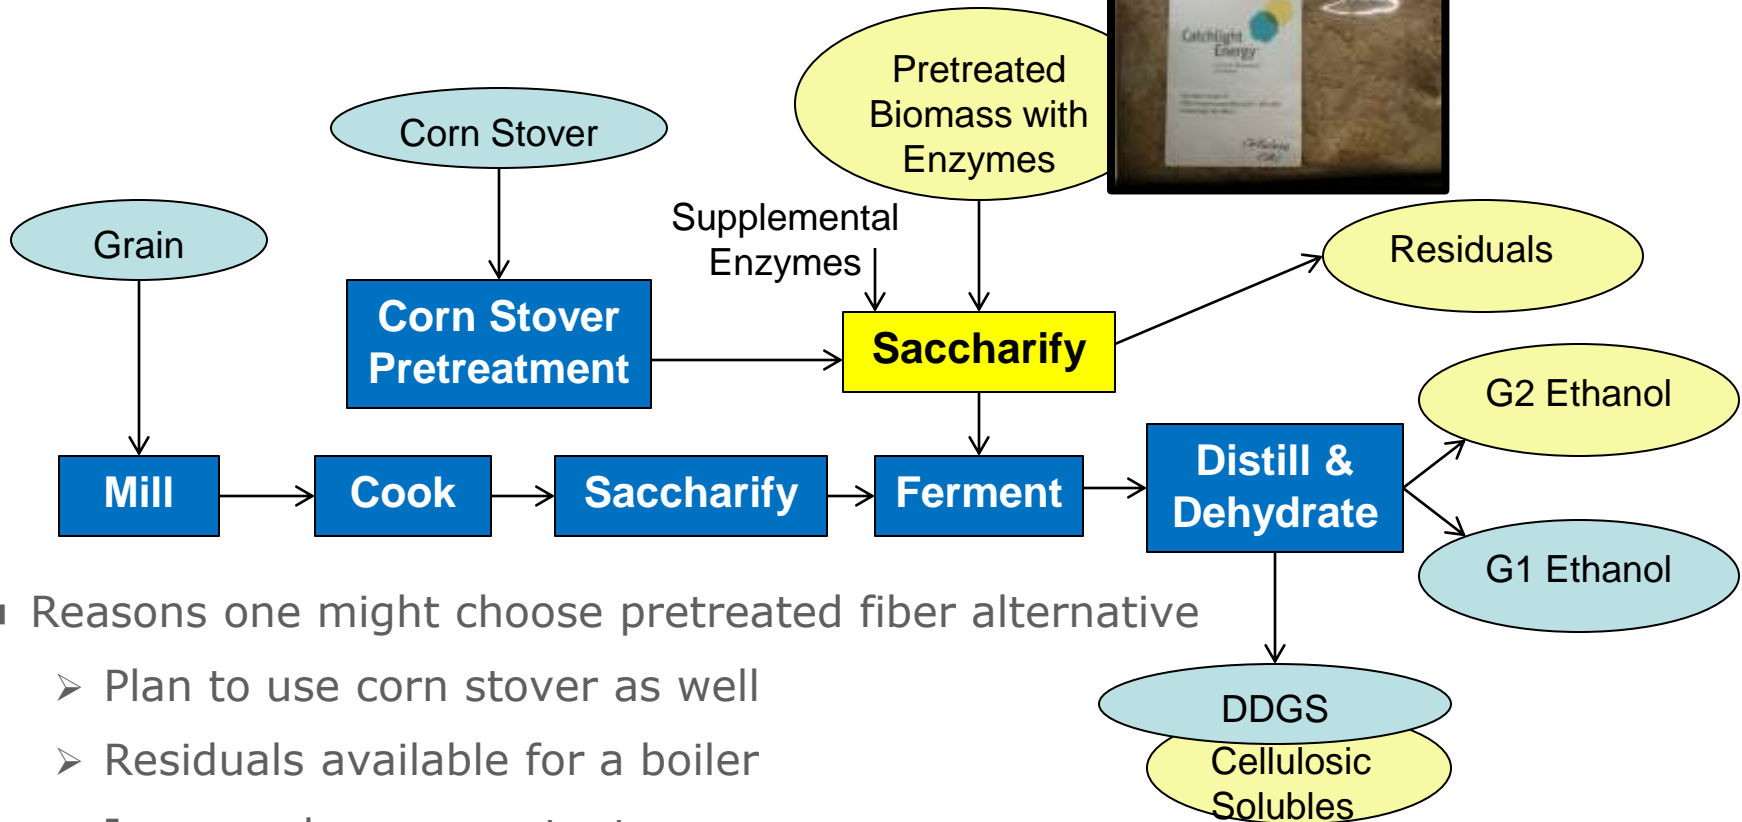 Catchlight
Energy
Pretreated
Biomass with
Enzymes
Corn Stover
Supplemental
Enzymes
Grain
Residuals
Corn Stover
Pretreatment
Saccharify
G2 Ethanol
Mill
Cook
Saccharify
Ferment
Distill &
Dehydrate
G1 Ethanol
Reasons one might choose pretreated fiber alternative
Plan to use corn stover as well
Residuals available for a boiler
DDGS
Cellulosic
Solubles